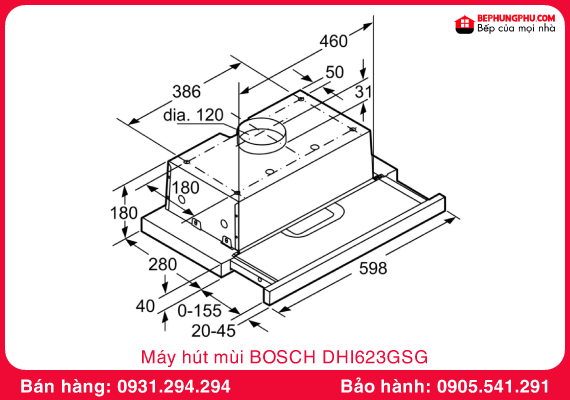 BEPHUNGPHU.COM
Bếp của mọi nhà
460
386
50
31
dia. 120
180
180
280
598
40
0-155
20-45
Máy hút mùi BOSCH DHI623GSG
Bán hàng: 0931.294.294
Bảo hành: 0905.541.291